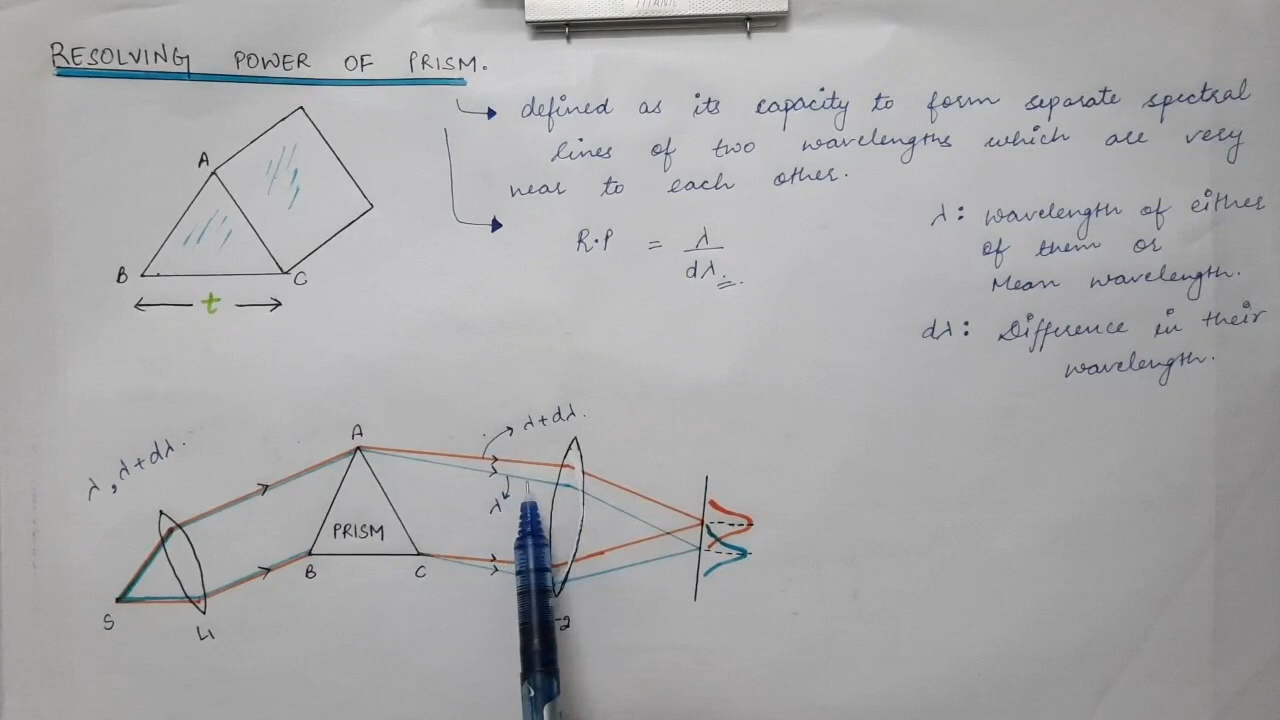 TITANIC
RESOLVING POWER OF PRISM.
defined as its capacity to form separate spectral
lines of two wavelengths which are very
near to each other.
R.P = λ
dλ.
λ: wavelength of either
of them or
Mean wavelength.
dλ: Difference in their
wavelength.
A
B
C
t
λ, λ+dλ.
A
λ+dλ.
λ
PRISM
B
C
S
L1
2